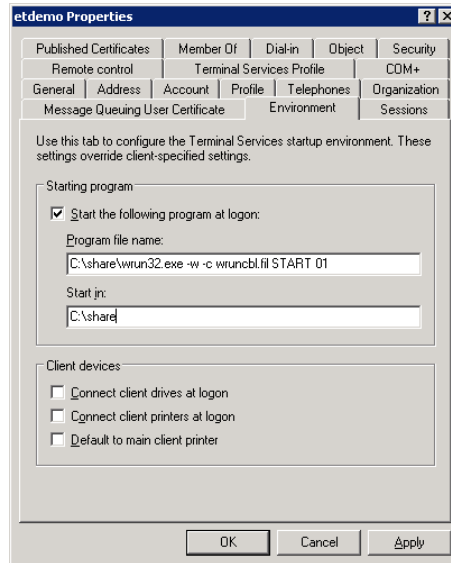 etdemo Properties
Published Certificates Member Of Dial-in Object Security
Remote control Terminal Services Profile COM+
General Address Account Profile Telephones Organization
Message Queuing User Certificate Environment Sessions
Use this tab to configure the Terminal Services startup environment. These
settings override client-specified settings.
Starting program
Start the following program at logon:
Program file name:
C:\share\wrun32.exe -w -c wruncbl.fil START 01
Start in:
C:\share
Client devices
Connect client drives at logon
Connect client printers at logon
Default to main client printer
OK Cancel Apply